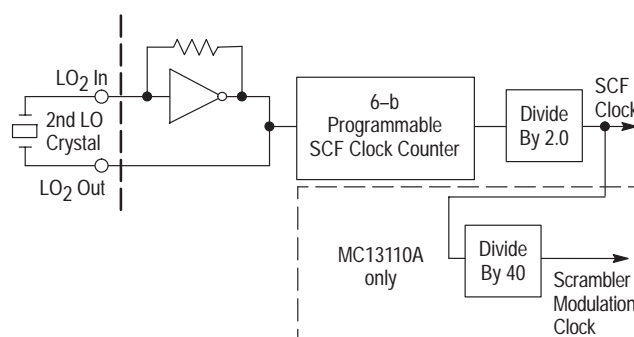 LO2 In
2nd LO
Crystal
LO2 Out
6–b
Programmable
SCF Clock Counter
Divide
By 2.0
SCF
Clock
MC13110A
only
Divide
By 40
Scrambler
Modulation
Clock